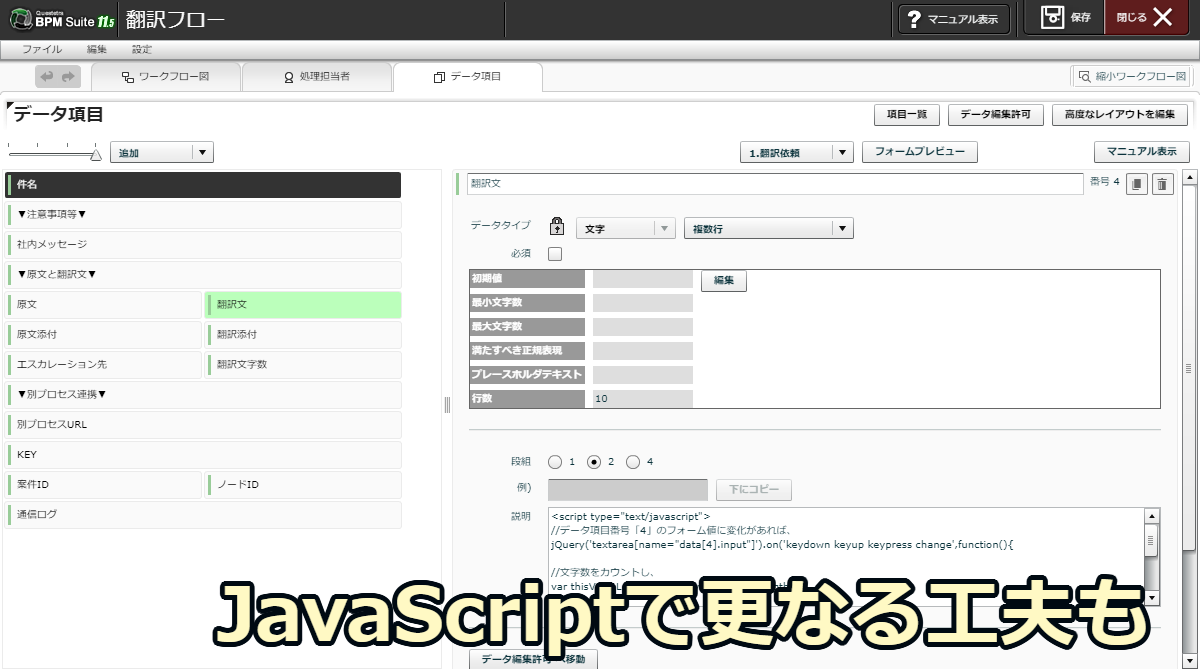 Questetra
BPM Suite 11.5 翻訳フロー
? マニュアル表示
保存
閉じる
ファイル 編集 設定
ワークフロー図 処理担当者 データ項目
縮小ワークフロー図
データ項目
項目一覧 データ編集許可 高度なレイアウトを編集
追加
1.翻訳依頼 フォームプレビュー マニュアル表示
件名
▼注意事項等▼
社内メッセージ
▼原文と翻訳文▼
原文 翻訳文
原文添付 翻訳添付
エスカレーション先 翻訳文字数
▼別プロセス連携▼
別プロセスURL
KEY
案件ID ノードID
通信ログ
翻訳文 番号 4
データタイプ 文字 複数行
必須
初期値 編集
最小文字数
最大文字数
満たすべき正規表現
プレースホルダテキスト
行数 10
段組 1 2 4
例) 下にコピー
説明 <script type="text/javascript">
//データ項目番号「4」のフォーム値に変化があれば、
jQuery('textarea[name="data[4].input"]').on('keydown keyup keypress change',function(){
//文字数をカウントし、
JavaScriptで更なる工夫も